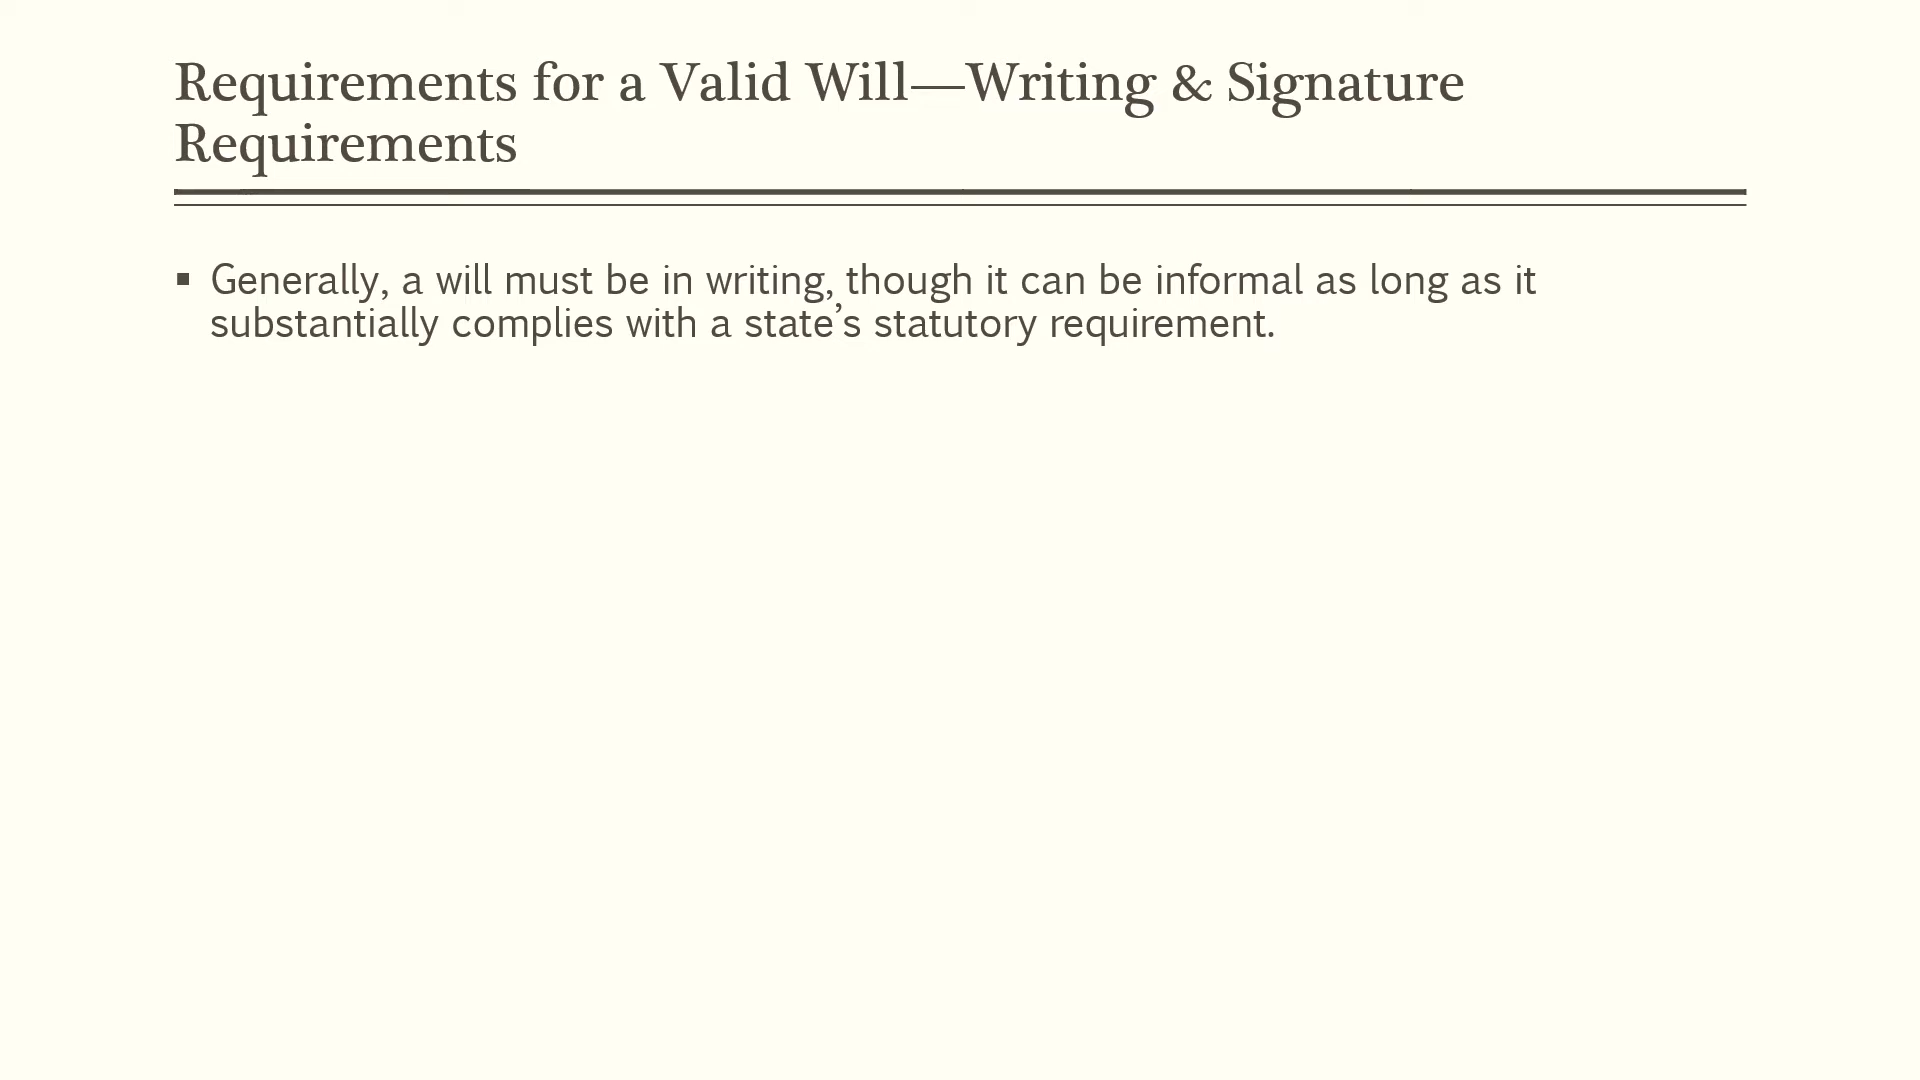 Requirements for a Valid Will—Writing & Signature
Requirements
▪ Generally, a will must be in writing, though it can be informal as long as it
substantially complies with a state’s statutory requirement.